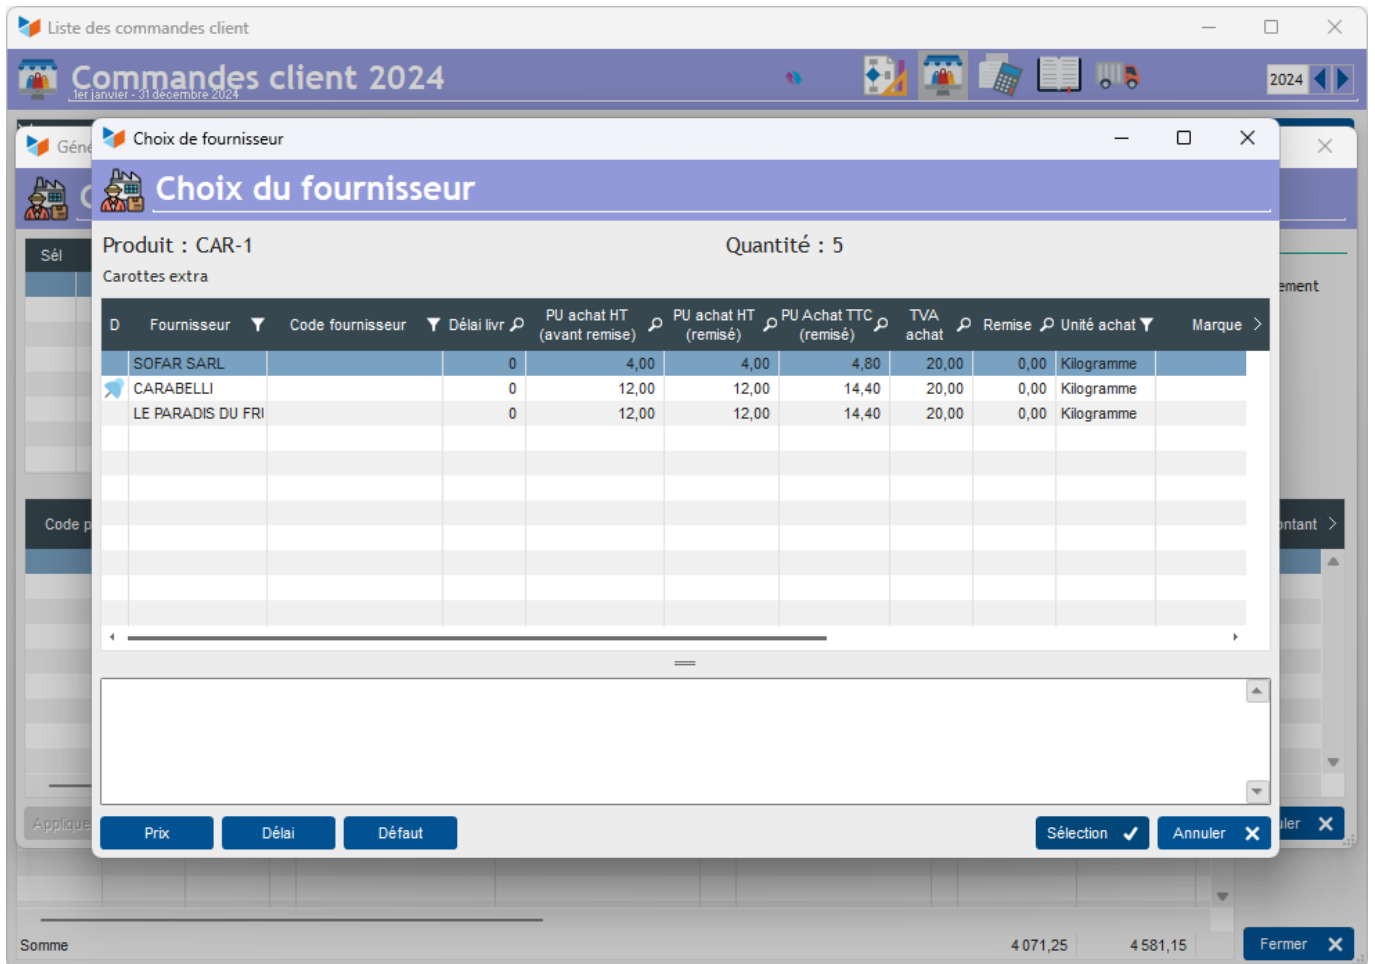 Liste des commandes client
Commandes client 2024
1er janvier - 31 décembre 2024
2024
Géné
Choix de fournisseur
Choix du fournisseur
Sél
Produit : CAR-1
Quantité : 5
Carottes extra
ement
D Fournisseur Code fournisseur Délai livr PU achat HT (avant remise) PU achat HT (remisé) PU Achat TTC (remisé) TVA achat Remise Unité achat Marque
SOFAR SARL 0 4,00 4,00 4,80 20,00 0,00 Kilogramme
CARABELLI 0 12,00 12,00 14,40 20,00 0,00 Kilogramme
LE PARADIS DU FRI 0 12,00 12,00 14,40 20,00 0,00 Kilogramme
Code p
ontant
Applique
Prix Délai Défaut Sélection Annuler
ler
Somme 4 071,25 4 581,15
Fermer